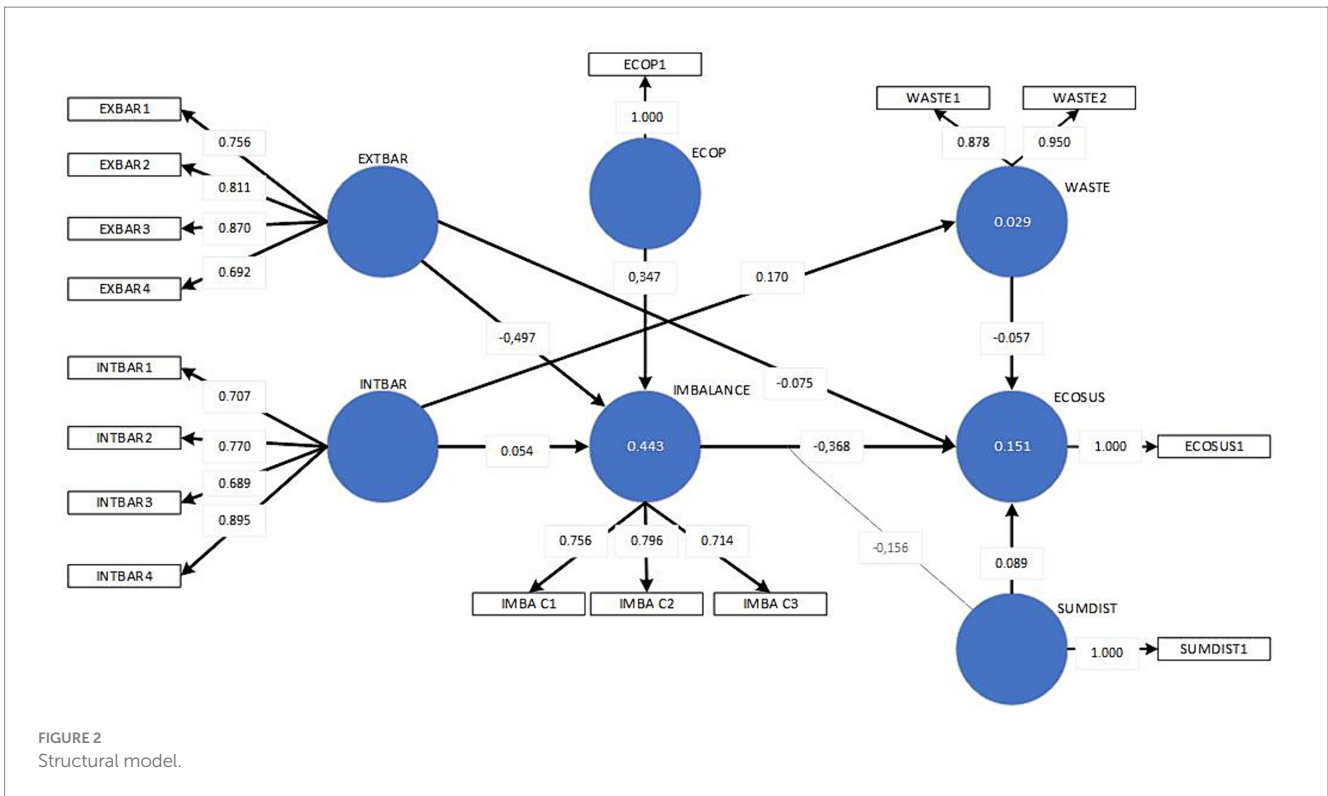 ECOP1
WASTE1
WASTE2
EXBAR1
1.000
0.756
0.878
0.950
EXBAR2
EXTBAR
ECOP
0.811
WASTE
EXBAR3
0.870
0.029
0.692
0,347
0.170
EXBAR4
-0,497
-0.057
INTBAR1
INTBAR
IMBALANCE
-0.075
ECOSUS
0.707
INTBAR2
0.770
0.054
0.443
-0,368
0.151
1.000
ECOSUS1
0.689
INTBAR3
0.895
0.756
0.796
0.714
-0,156
0.089
INTBAR4
IMBA C1
IMBA C2
IMBA C3
SUMDIST
1.000
SUMDIST1
FIGURE 2
Structural model.